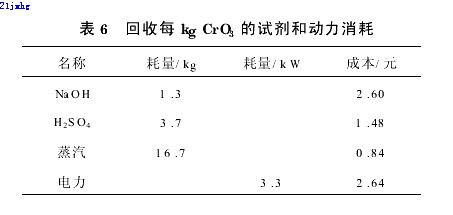 21jxhg
表 6 回收每 kg CrO₃ 的试剂和动力消耗
名称 耗量/kg 耗量/kW 成本/元
NaOH 1.3 2.60
H₂SO₄ 3.7 1.48
蒸汽 16.7 0.84
电力 3.3 2.64